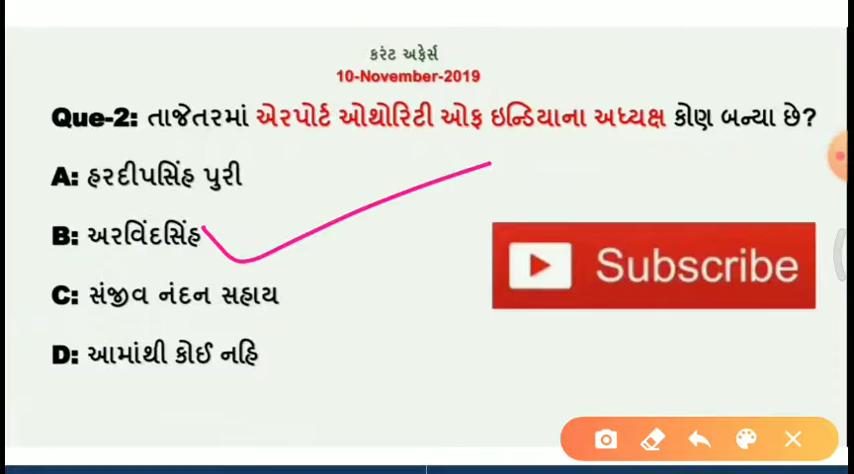 કરંટ અફેર્સ
10-November-2019
Que-2: તાજેતરમાં એરપોર્ટ ઓથોરિટી ઓફ ઇન્ડિયાના અધ્યક્ષ કોણ બન્યા છે?
A: હરદીપસિંહ પુરી
B: અરવિંદસિંહ
Subscribe
C: સંજીવ નંદન સહાય
D: આમાંથી કોઈ નહિ